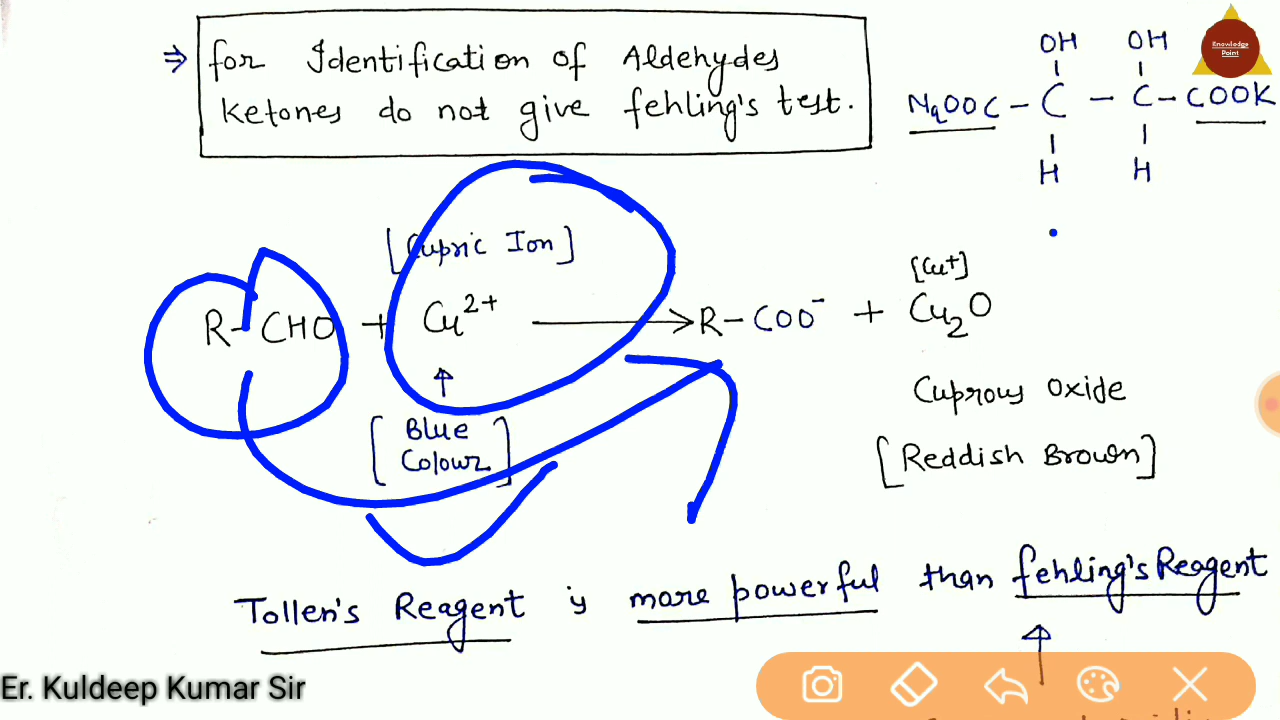 ⇒ for Identification of Aldehydes
ketones do not give fehling's test.
OH OH
NaOOC - C - C - COOK
H H
Knowledge
Point
[Cupric Ion]
[Cu+]
R-CHO + Cu²⁺ → R-COO⁻ + Cu₂O
↑
[Blue
Colour]
Cuprous Oxide
[Reddish Brown]
Tollen's Reagent is more powerful than fehling's Reagent
↑
Er. Kuldeep Kumar Sir